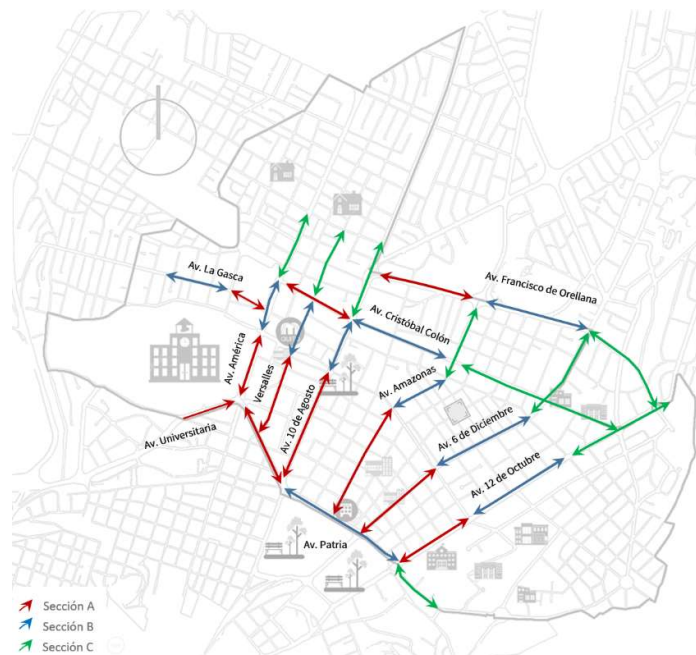 Av. La Gasca
Av. Francisco de Orellana
Av. Cristóbal Colón
Av. América
Versalles
Av. 10 de Agosto
Av. Amazonas
Av. 6 de Diciembre
Av. Universitaria
Av. 12 de Octubre
Av. Patria
Sección A
Sección B
Sección C